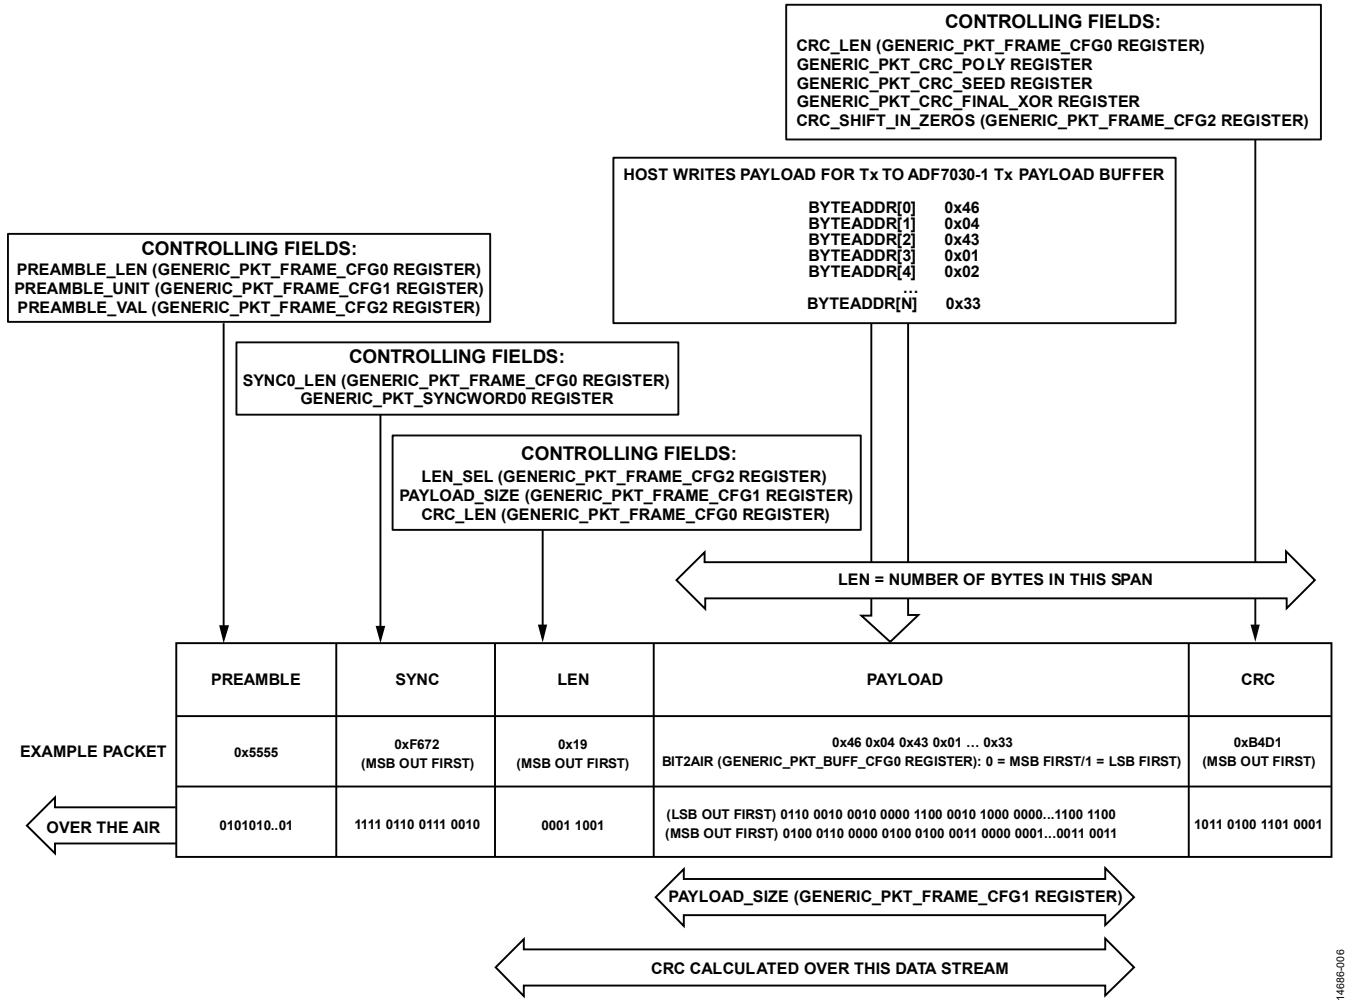 CONTROLLING FIELDS:
CRC_LEN (GENERIC_PKT_FRAME_CFG0 REGISTER)
GENERIC_PKT_CRC_POLY REGISTER
GENERIC_PKT_CRC_SEED REGISTER
GENERIC_PKT_CRC_FINAL_XOR REGISTER
CRC_SHIFT_IN_ZEROS (GENERIC_PKT_FRAME_CFG2 REGISTER)
HOST WRITES PAYLOAD FOR Tx TO ADF7030-1 Tx PAYLOAD BUFFER
BYTEADDR[0] 0x46
BYTEADDR[1] 0x04
BYTEADDR[2] 0x43
BYTEADDR[3] 0x01
BYTEADDR[4] 0x02
...
BYTEADDR[N] 0x33
CONTROLLING FIELDS:
PREAMBLE_LEN (GENERIC_PKT_FRAME_CFG0 REGISTER)
PREAMBLE_UNIT (GENERIC_PKT_FRAME_CFG1 REGISTER)
PREAMBLE_VAL (GENERIC_PKT_FRAME_CFG2 REGISTER)
CONTROLLING FIELDS:
SYNC0_LEN (GENERIC_PKT_FRAME_CFG0 REGISTER)
GENERIC_PKT_SYNCWORD0 REGISTER
CONTROLLING FIELDS:
LEN_SEL (GENERIC_PKT_FRAME_CFG2 REGISTER)
PAYLOAD_SIZE (GENERIC_PKT_FRAME_CFG1 REGISTER)
CRC_LEN (GENERIC_PKT_FRAME_CFG0 REGISTER)
LEN = NUMBER OF BYTES IN THIS SPAN
PREAMBLE SYNC LEN PAYLOAD CRC
EXAMPLE PACKET
0x5555
0xF672
(MSB OUT FIRST)
0x19
(MSB OUT FIRST)
0x46 0x04 0x43 0x01 ... 0x33
BIT2AIR (GENERIC_PKT_BUFF_CFG0 REGISTER): 0 = MSB FIRST/1 = LSB FIRST)
0xB4D1
(MSB OUT FIRST)
OVER THE AIR
0101010..01
1111 0110 0111 0010
0001 1001
(LSB OUT FIRST) 0110 0010 0010 0000 1100 0010 1000 0000...1100 1100
(MSB OUT FIRST) 0100 0110 0000 0100 0100 0011 0000 0001...0011 0011
1011 0100 1101 0001
PAYLOAD_SIZE (GENERIC_PKT_FRAME_CFG1 REGISTER)
CRC CALCULATED OVER THIS DATA STREAM
14686-006